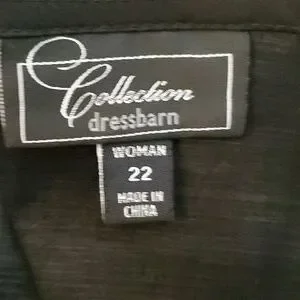 Collection
dressbarn
WOMAN
22
MADE IN
CHINA